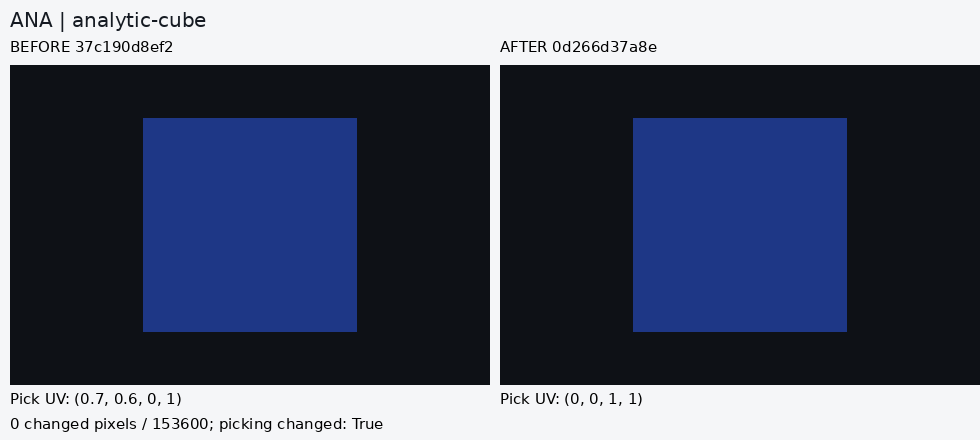 ANA | analytic-cube
BEFORE 37c190d8ef2
AFTER 0d266d37a8e
Pick UV: (0.7, 0.6, 0, 1)
Pick UV: (0, 0, 1, 1)
0 changed pixels / 153600; picking changed: True